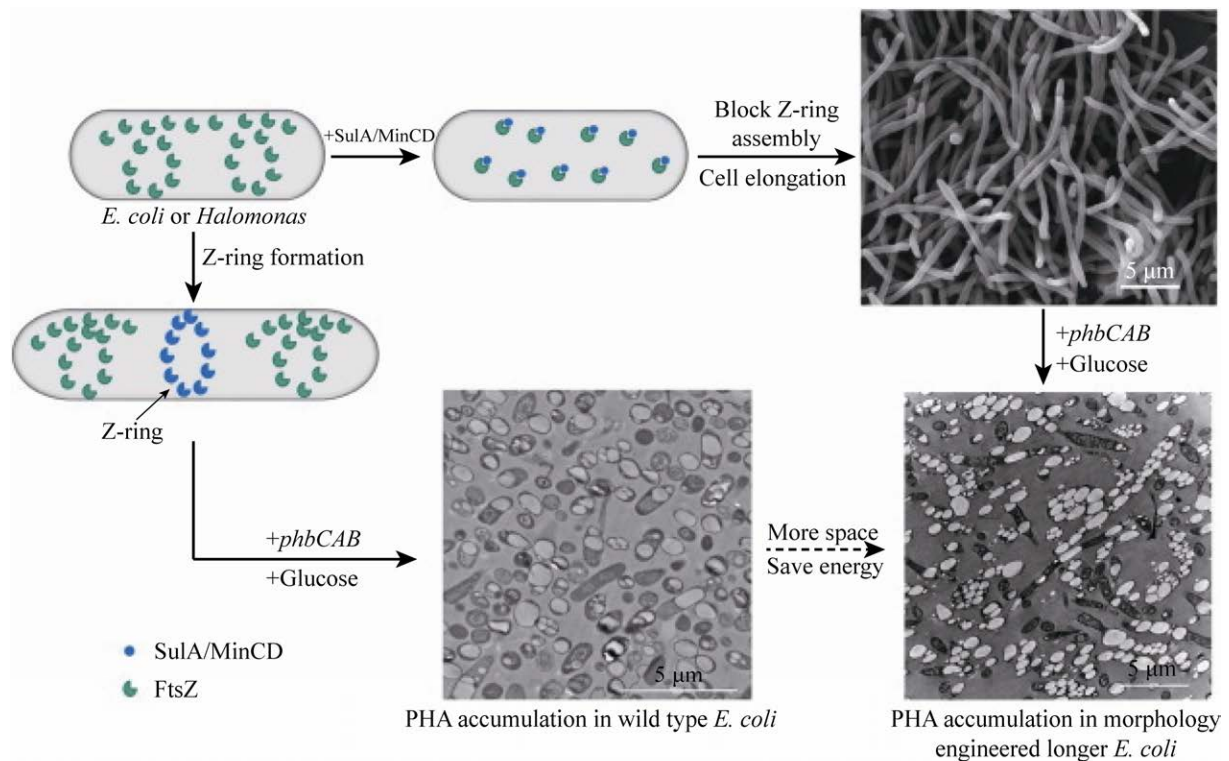 +SulA/MinCD
Block Z-ring
assembly
Cell elongation
5 μm
E. coli or Halomonas
Z-ring formation
Z-ring
+phbCAB
+Glucose
+phbCAB
+Glucose
More space
Save energy
5 μm
5 μm
SulA/MinCD
FtsZ
PHA accumulation in wild type E. coli
PHA accumulation in morphology
engineered longer E. coli